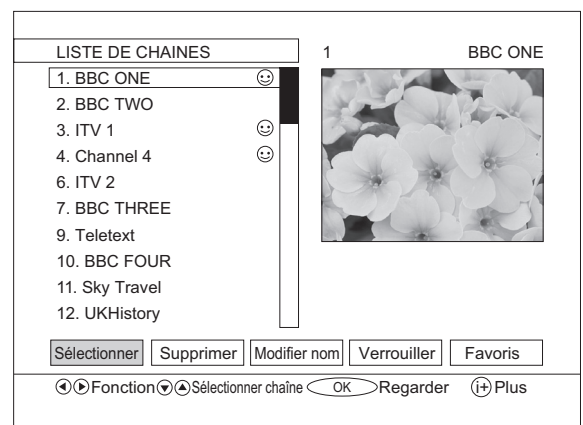 LISTE DE CHAINES
1 BBC ONE
1. BBC ONE
2. BBC TWO
3. ITV 1
4. Channel 4
6. ITV 2
7. BBC THREE
9. Teletext
10. BBC FOUR
11. Sky Travel
12. UKHistory
Sélectionner Supprimer Modifier nom Verrouiller Favoris
Fonction Sélectionner chaîne OK Regarder i+ Plus